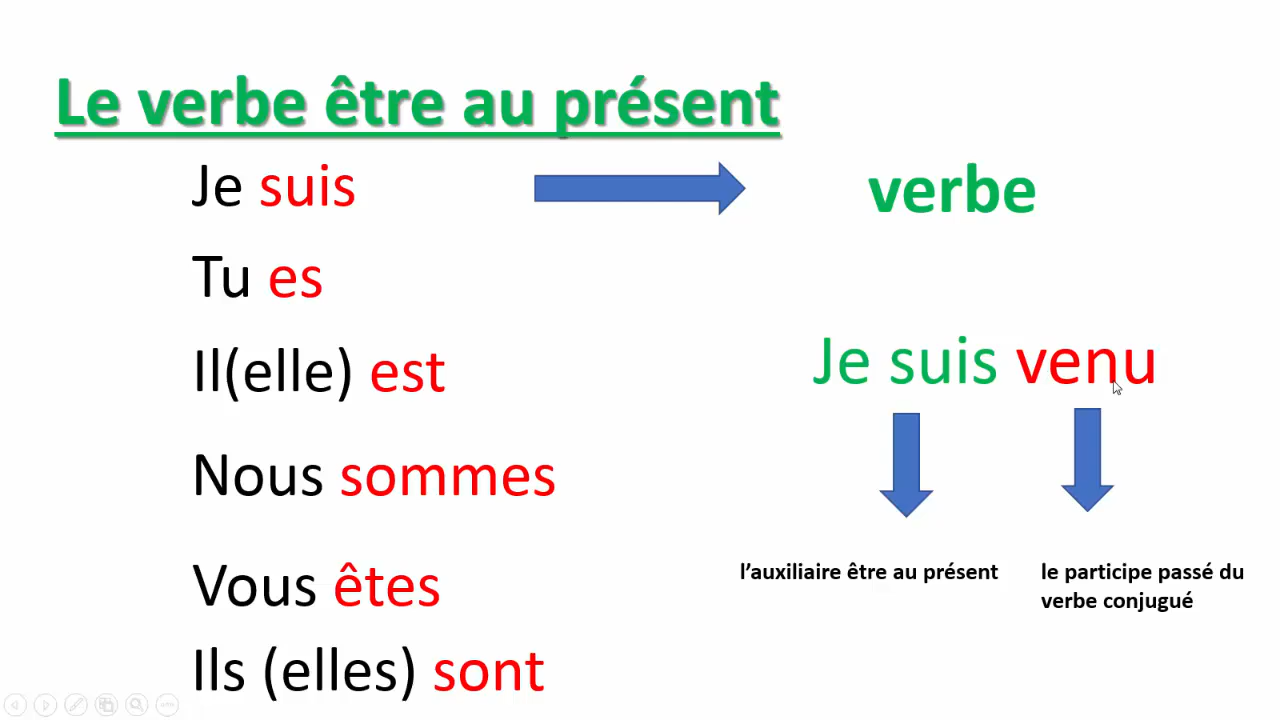 Le verbe être au présent
Je suis
verbe
Tu es
Il(elle) est
Je suis venu
Nous sommes
l’auxiliaire être au présent
le participe passé du
verbe conjugué
Vous êtes
Ils (elles) sont